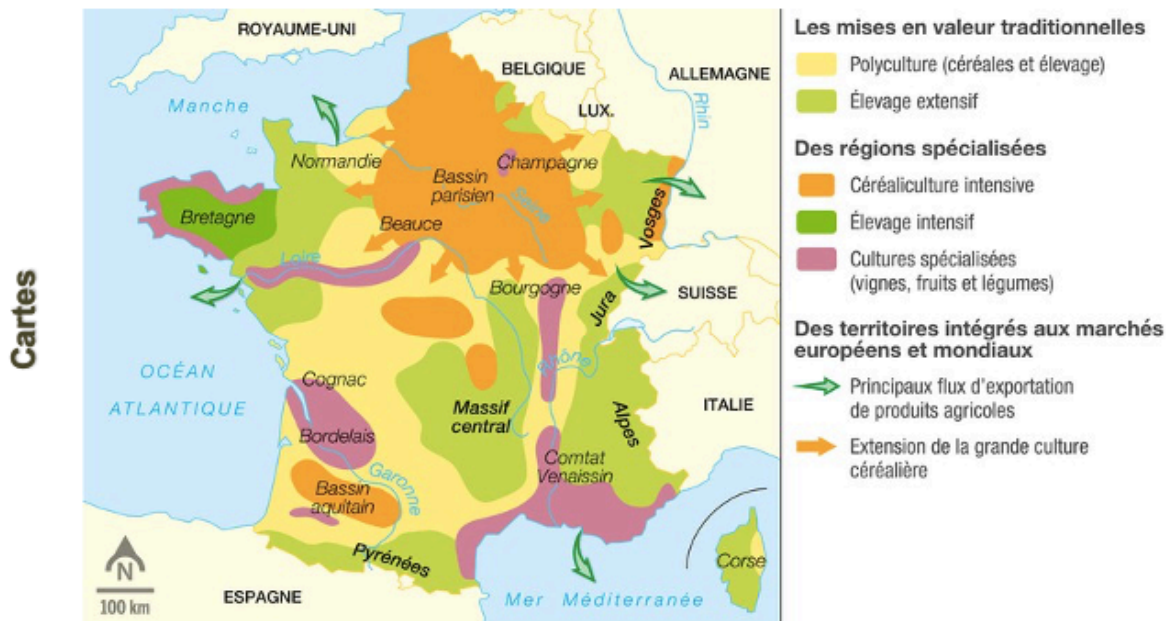 Cartes
ROYAUME-UNI
BELGIQUE
ALLEMAGNE
Manche
LUX.
Rhin
Normandie
Champagne
Bassin
parisien
Seine
Vosges
Bretagne
Beauce
Loire
Bourgogne
Jura
SUISSE
OCÉAN
ATLANTIQUE
Cognac
Rhône
Massif
central
Alpes
ITALIE
Bordelais
Comtat
Venaissin
Garonne
Bassin
aquitain
Pyrénées
Corse
N
100 km
ESPAGNE
Mer Méditerranée
Les mises en valeur traditionnelles
Polyculture (céréales et élevage)
Élevage extensif
Des régions spécialisées
Céréaliculture intensive
Élevage intensif
Cultures spécialisées
(vignes, fruits et légumes)
Des territoires intégrés aux marchés
européens et mondiaux
Principaux flux d'exportation
de produits agricoles
Extension de la grande culture
céréalière